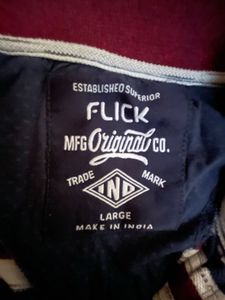 ESTABLISHED SUPERIOR
FLICK
MFG Original CO.
TRADE MARK
IND
LARGE
MAKE IN INDIA